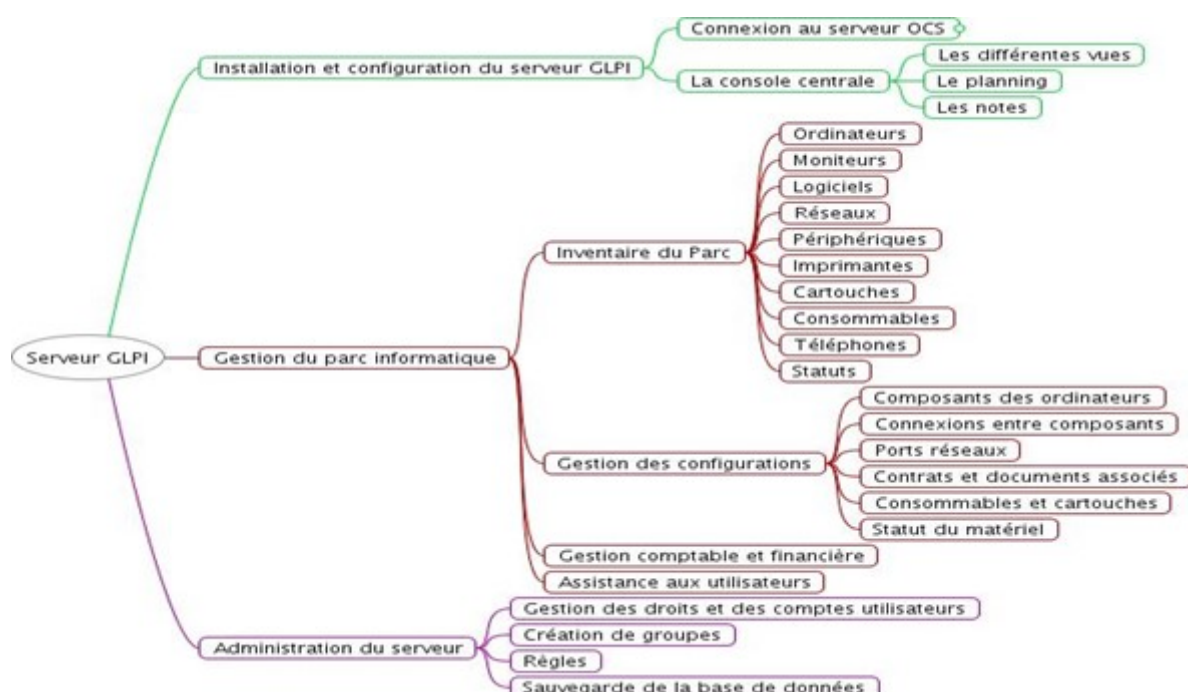 Connexion au serveur OCS
Installation et configuration du serveur GLPI
La console centrale
Les différentes vues
Le planning
Les notes
Serveur GLPI
Gestion du parc informatique
Inventaire du Parc
Ordinateurs
Moniteurs
Logiciels
Réseaux
Périphériques
Imprimantes
Cartouches
Consommables
Téléphones
Statuts
Gestion des configurations
Composants des ordinateurs
Connexions entre composants
Ports réseaux
Contrats et documents associés
Consommables et cartouches
Statut du matériel
Gestion comptable et financière
Assistance aux utilisateurs
Administration du serveur
Gestion des droits et des comptes utilisateurs
Création de groupes
Règles
Sauvegarde de la base de données